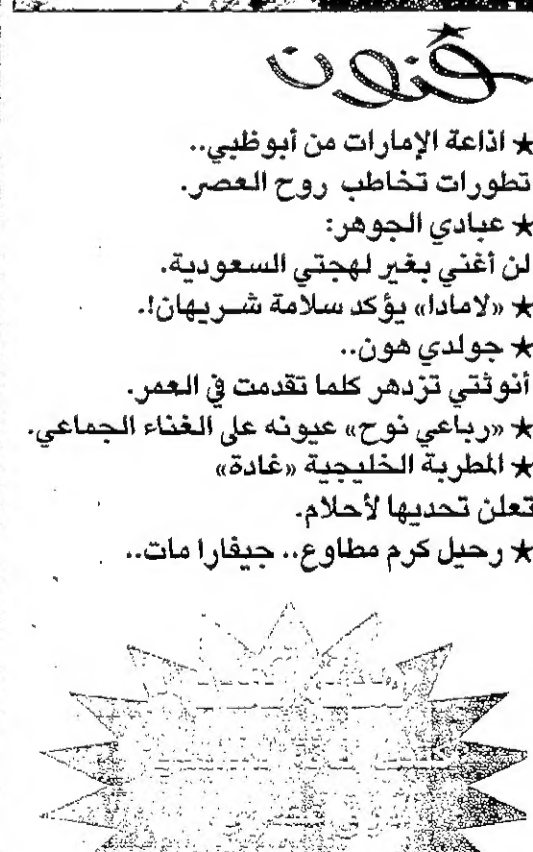 فنون
★ اذاعة الإمارات من أبوظبي..
تطورات تخاطب روح العصر.
★ عبادي الجوهر:
لن أغني بغير لهجتي السعودية.
★ «لامادا» يؤكد سلامة شريهان!.
★ جولدي هون..
أنوثتي تزدهر كلما تقدمت في العمر.
★ «رباعي نوح» عيونه على الغناء الجماعي.
★ المطربة الخليجية «غادة»
تعلن تحديها لأحلام.
★ رحيل كرم مطاوع.. جيفارا مات..